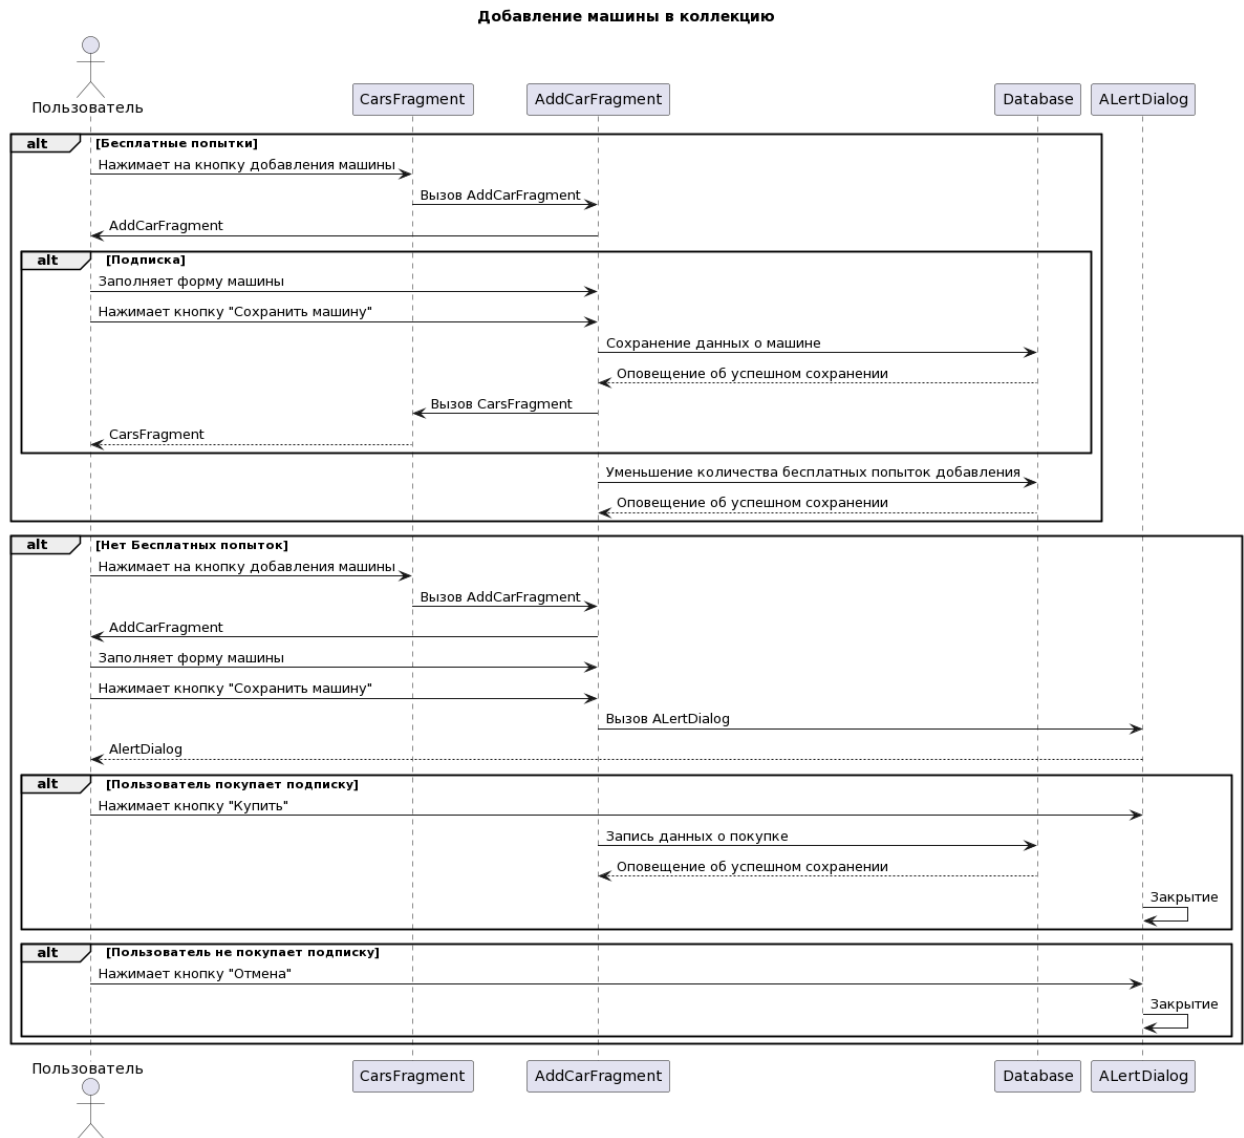 Добавление машины в коллекцию
Пользователь
CarsFragment
AddCarFragment
Database
ALertDialog
alt [Бесплатные попытки]
Нажимает на кнопку добавления машины
Вызов AddCarFragment
AddCarFragment
alt [Подписка]
Заполняет форму машины
Нажимает кнопку "Сохранить машину"
Сохранение данных о машине
Оповещение об успешном сохранении
Вызов CarsFragment
CarsFragment
Уменьшение количества бесплатных попыток добавления
Оповещение об успешном сохранении
alt [Нет Бесплатных попыток]
Нажимает на кнопку добавления машины
Вызов AddCarFragment
AddCarFragment
Заполняет форму машины
Нажимает кнопку "Сохранить машину"
Вызов ALertDialog
AlertDialog
alt [Пользователь покупает подписку]
Нажимает кнопку "Купить"
Запись данных о покупке
Оповещение об успешном сохранении
Закрытие
alt [Пользователь не покупает подписку]
Нажимает кнопку "Отмена"
Закрытие
Пользователь
CarsFragment
AddCarFragment
Database
ALertDialog